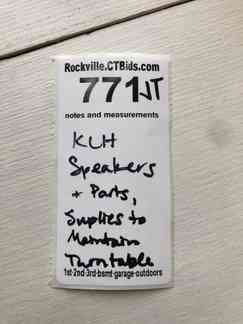 Rockville.CTBids.com
771JT
notes and measurements
KLH
Speakers
+ Parts,
Supplies to
Maintain
Turntable
1st-2nd-3rd-bsmt-garage-outdoors